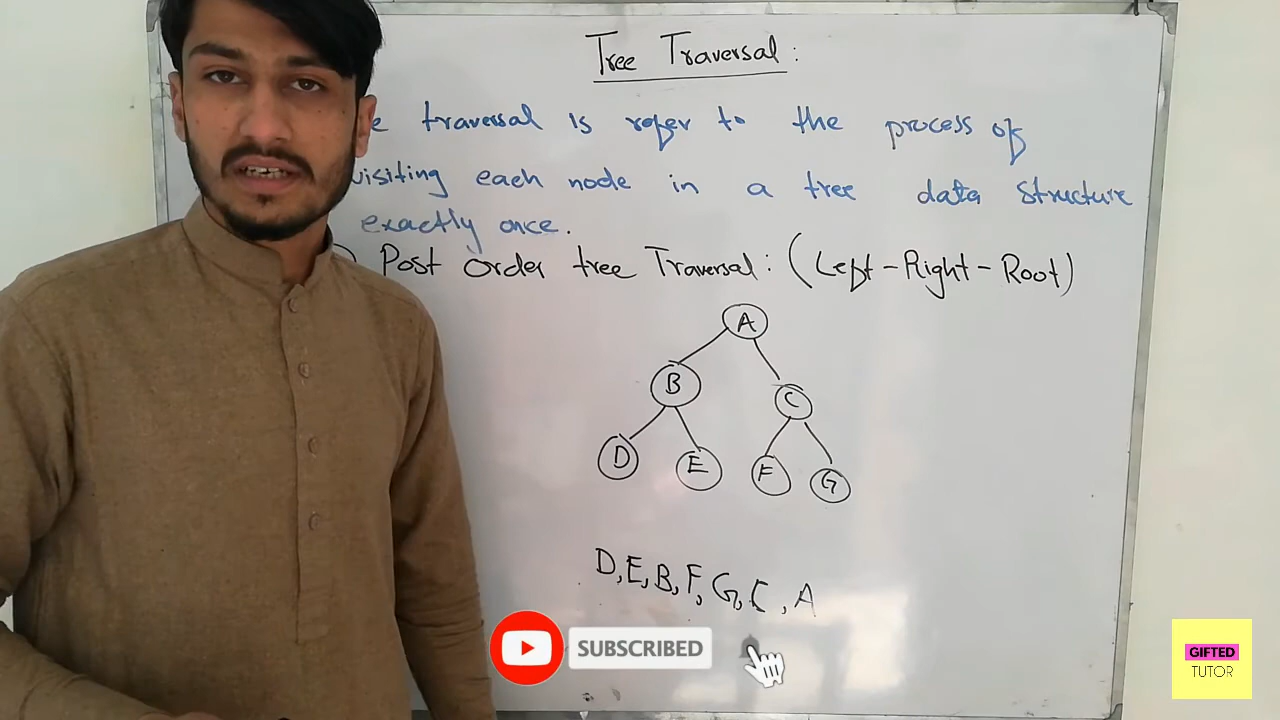 Tree Traversal:
e traversal is refer to the process of
visiting each node in a tree data structure
exactly once.
) Post order tree Traversal: (Left-Right-Root)
A
B
C
D
E
F
G
D, E, B, F, G, C, A
SUBSCRIBED
GIFTED
TUTOR